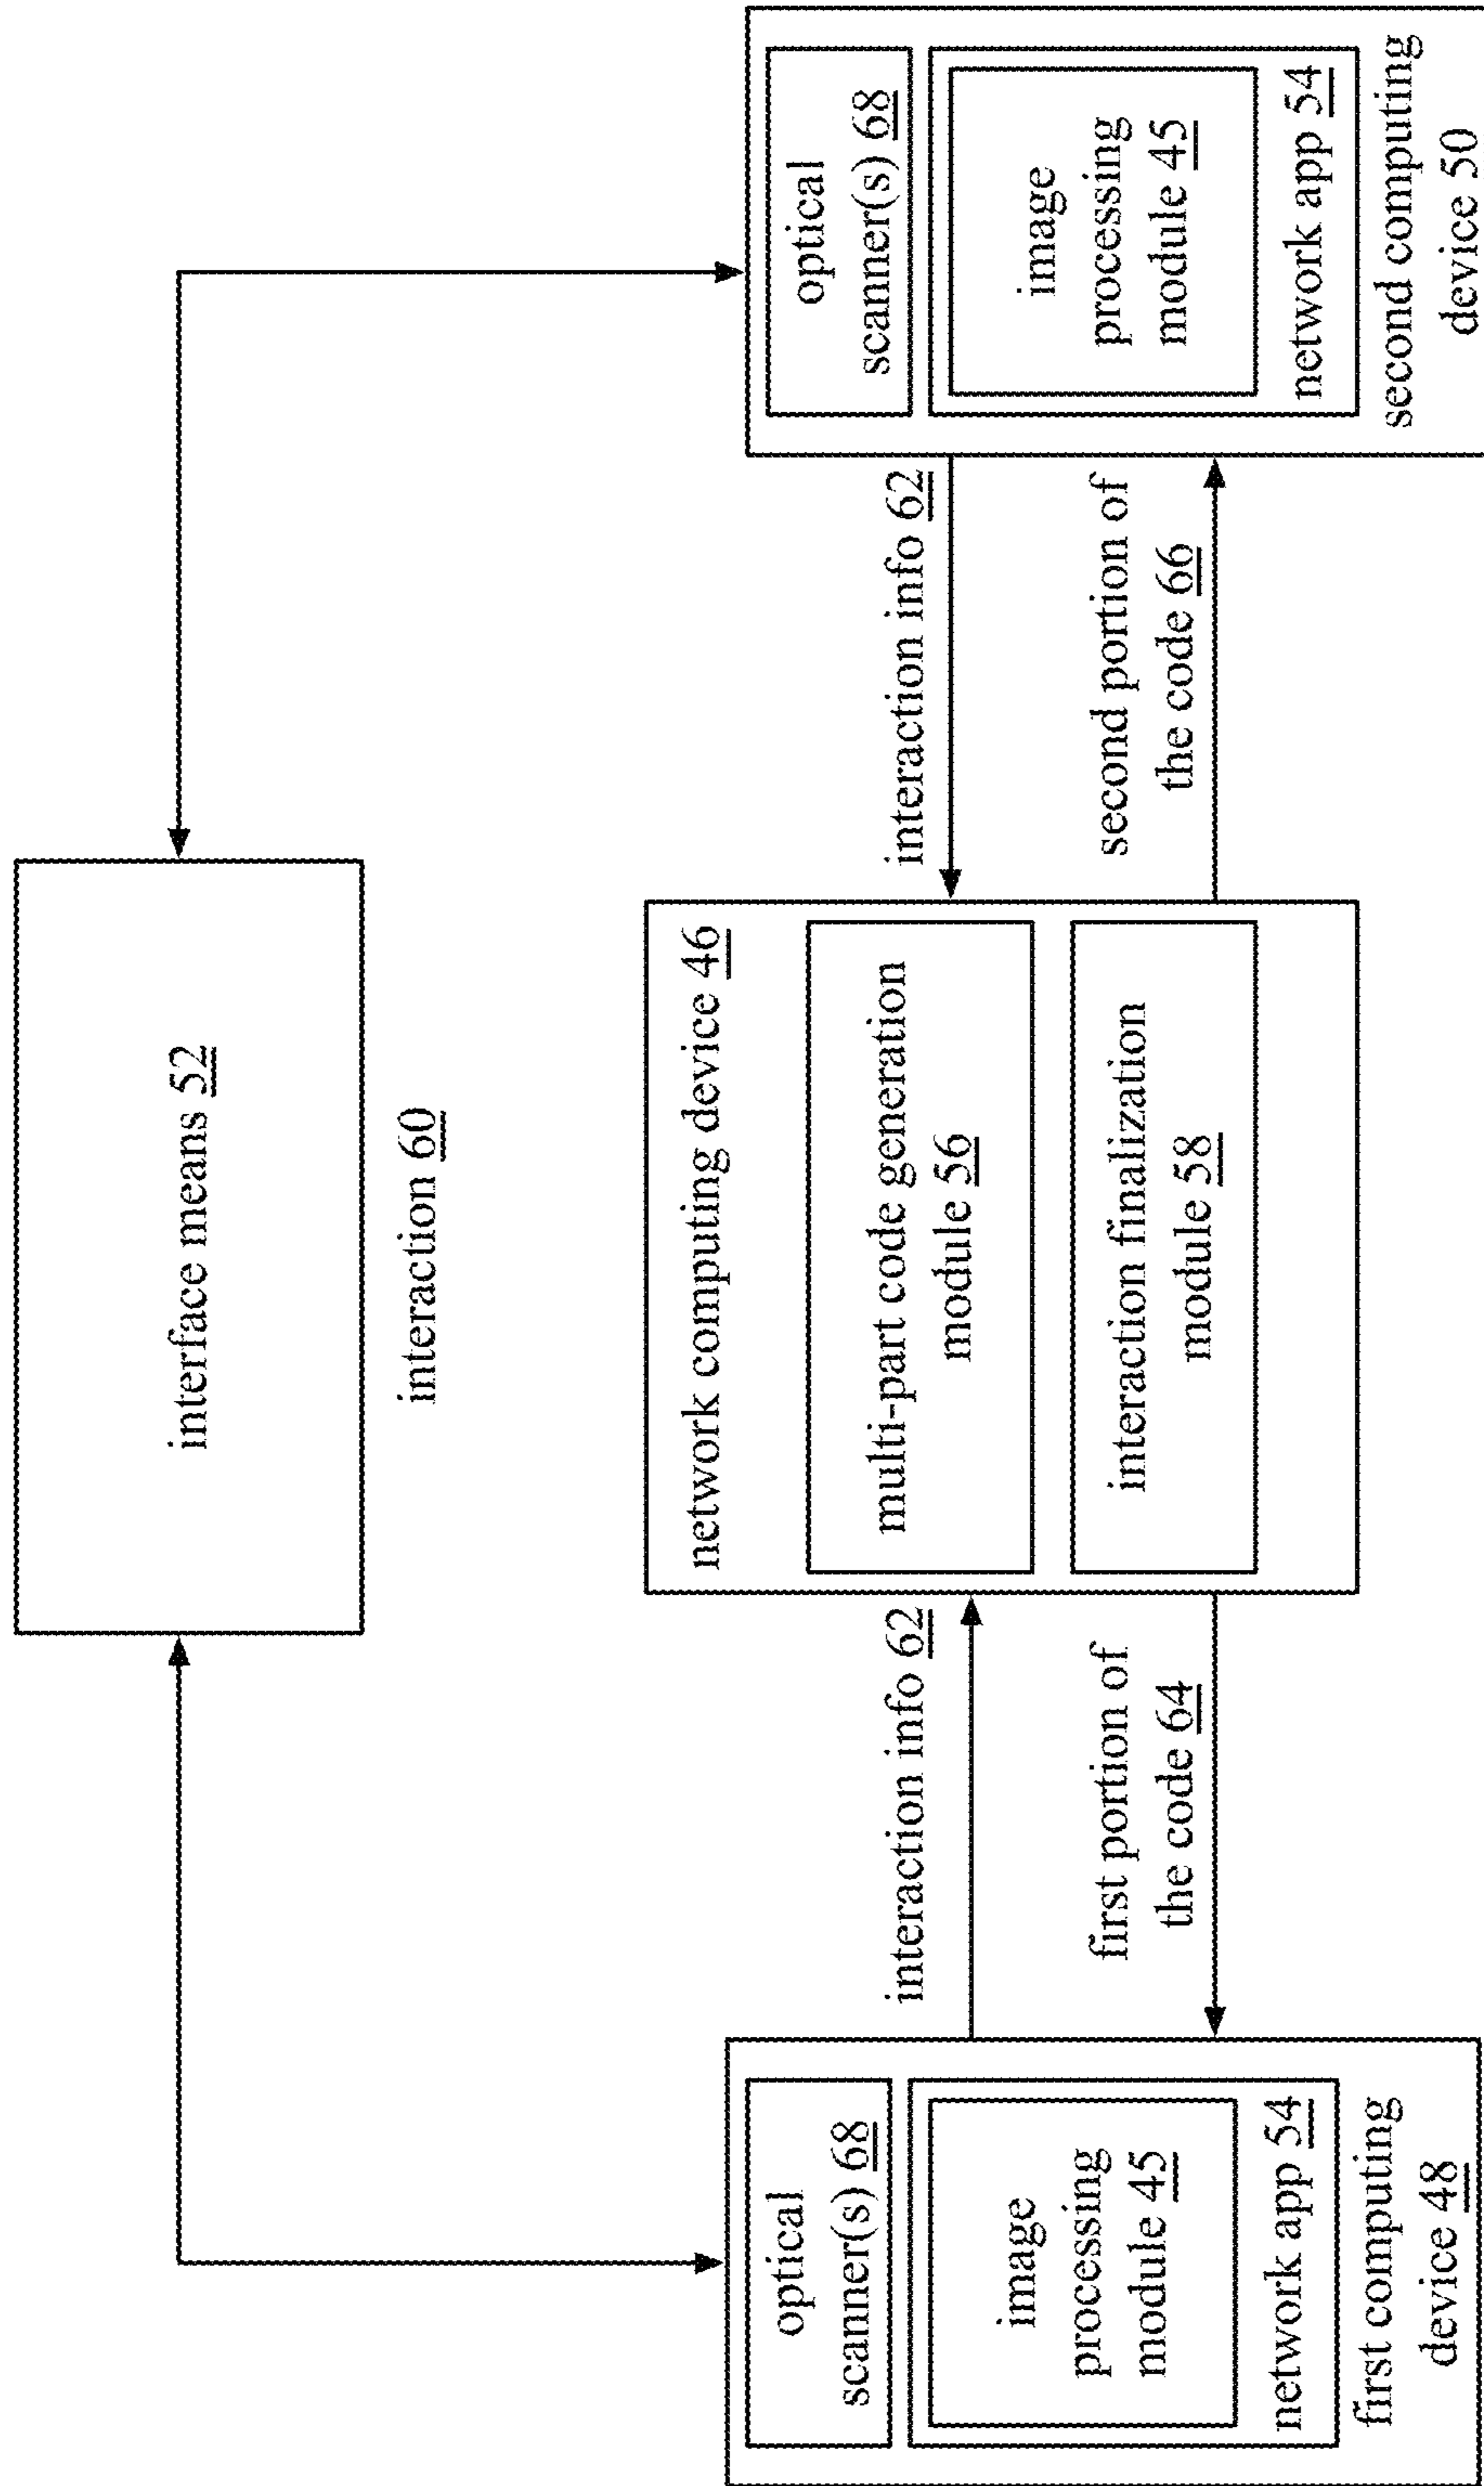 interface means 52
interaction 60
optical
scanner(s) 68
image
processing
module 45
network app 54
first computing
device 48
interaction info 62
first portion of
the code 64
network computing device 46
multi-part code generation
module 56
interaction finalization
module 58
interaction info 62
second portion of
the code 66
optical
scanner(s) 68
image
processing
module 45
network app 54
second computing
device 50